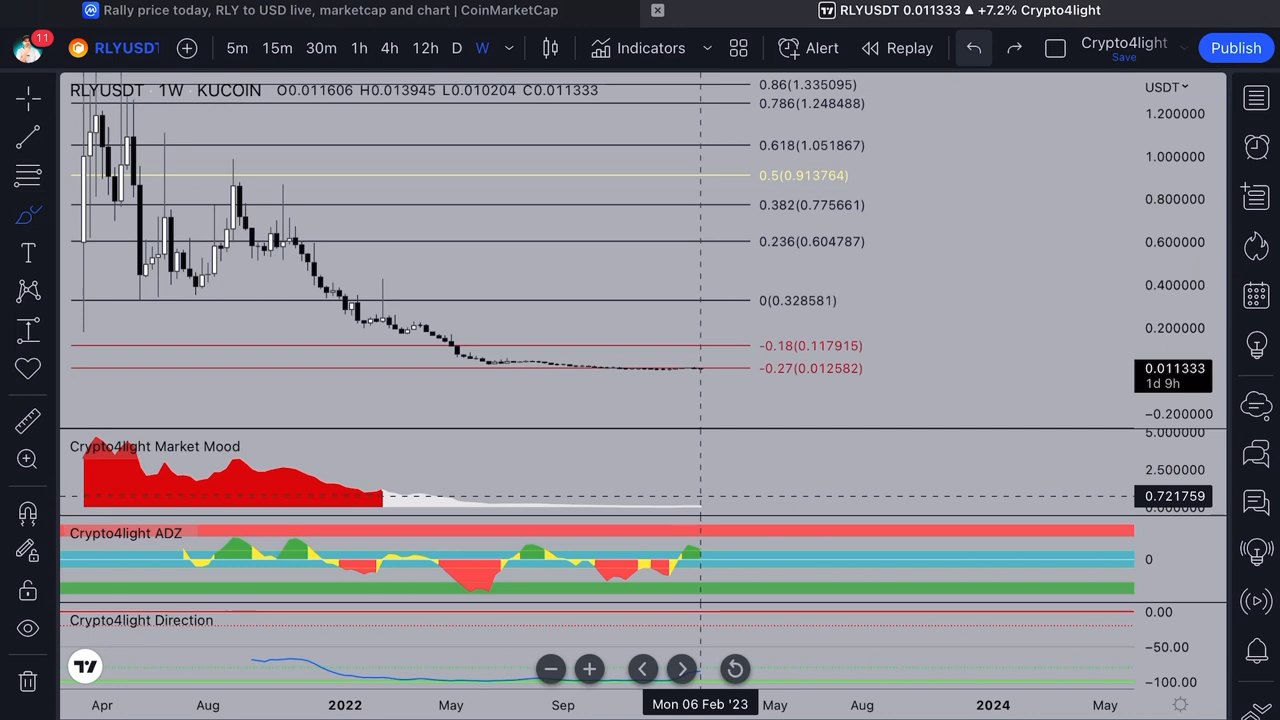 Rally price today, RLY to USD live, marketcap and chart | CoinMarketCap
RLYUSDT 0.011333 ▲ +7.2% Crypto4light
11
RLYUSDT
5m 15m 30m 1h 4h 12h D W
Indicators
Alert
Replay
Crypto4light
Save
Publish
RLYUSDT · 1W · KUCOIN O0.011606 H0.013945 L0.010204 C0.011333
USDT
0.86(1.335095)
0.786(1.248488)
0.618(1.051867)
0.5(0.913764)
0.382(0.775661)
0.236(0.604787)
0(0.328581)
-0.18(0.117915)
-0.27(0.012582)
1.200000
1.000000
0.800000
0.600000
0.400000
0.200000
0.011333
1d 9h
−0.200000
Crypto4light Market Mood
5.000000
2.500000
0.721759
0.000000
Crypto4light ADZ
0
Crypto4light Direction
0.00
−50.00
−100.00
Apr Aug 2022 May Sep Mon 06 Feb '23 May Aug 2024 May